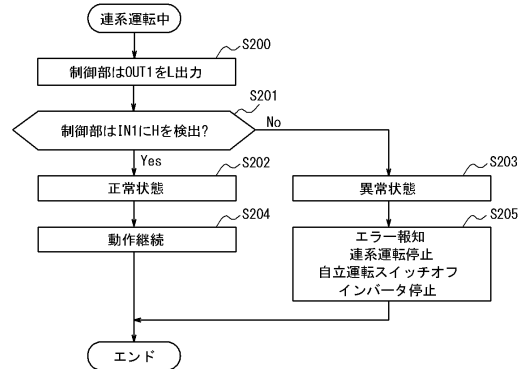 連系運転中
S200
制御部はOUT1をL出力
S201
制御部はIN1にHを検出?
No
Yes
S202
正常状態
S203
異常状態
S204
動作継続
S205
エラー報知
連系運転停止
自立運転スイッチオフ
インバータ停止
エンド